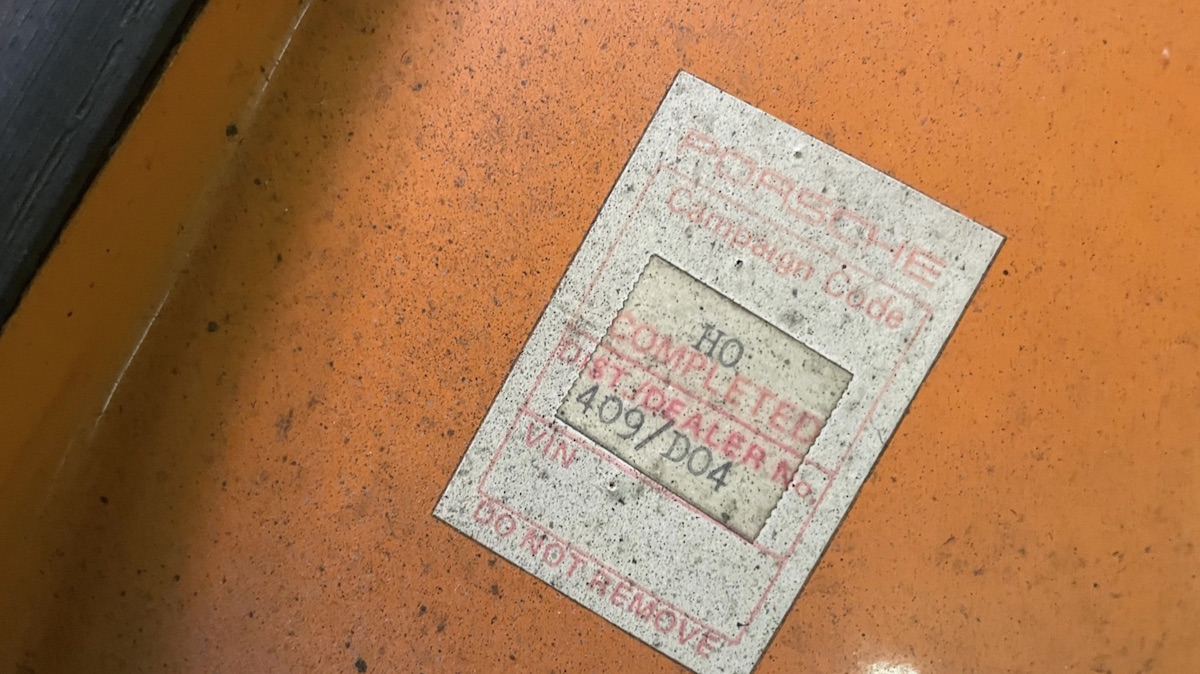 PORSCHE
Campaign Code
HO
COMPLETED
DIST./DEALER No.
409/D04
VIN
DO NOT REMOVE